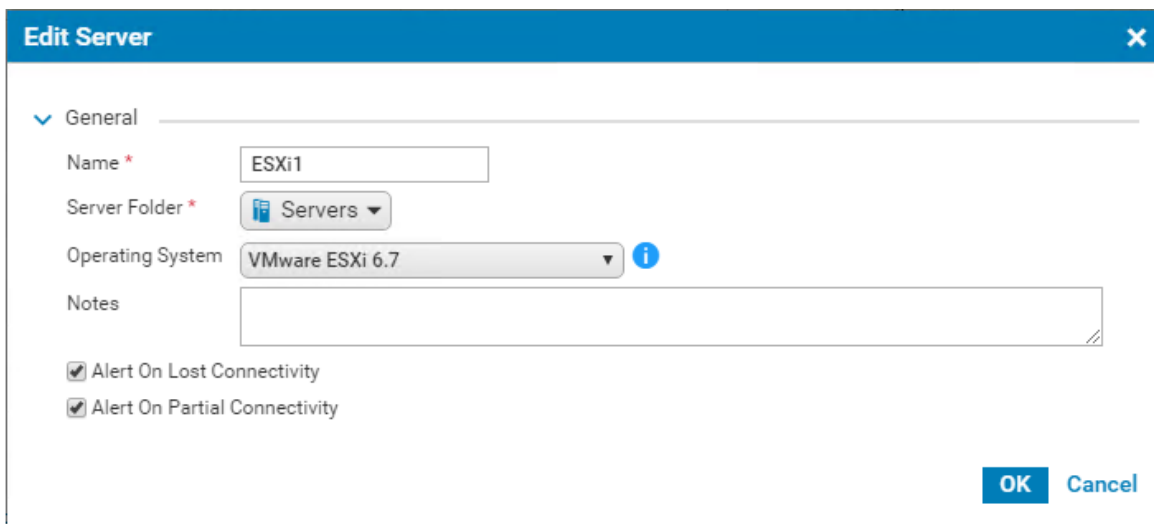 Edit Server
General
Name *
ESXi1
Server Folder *
Servers
Operating System
VMware ESXi 6.7
Notes
Alert On Lost Connectivity
Alert On Partial Connectivity
OK Cancel